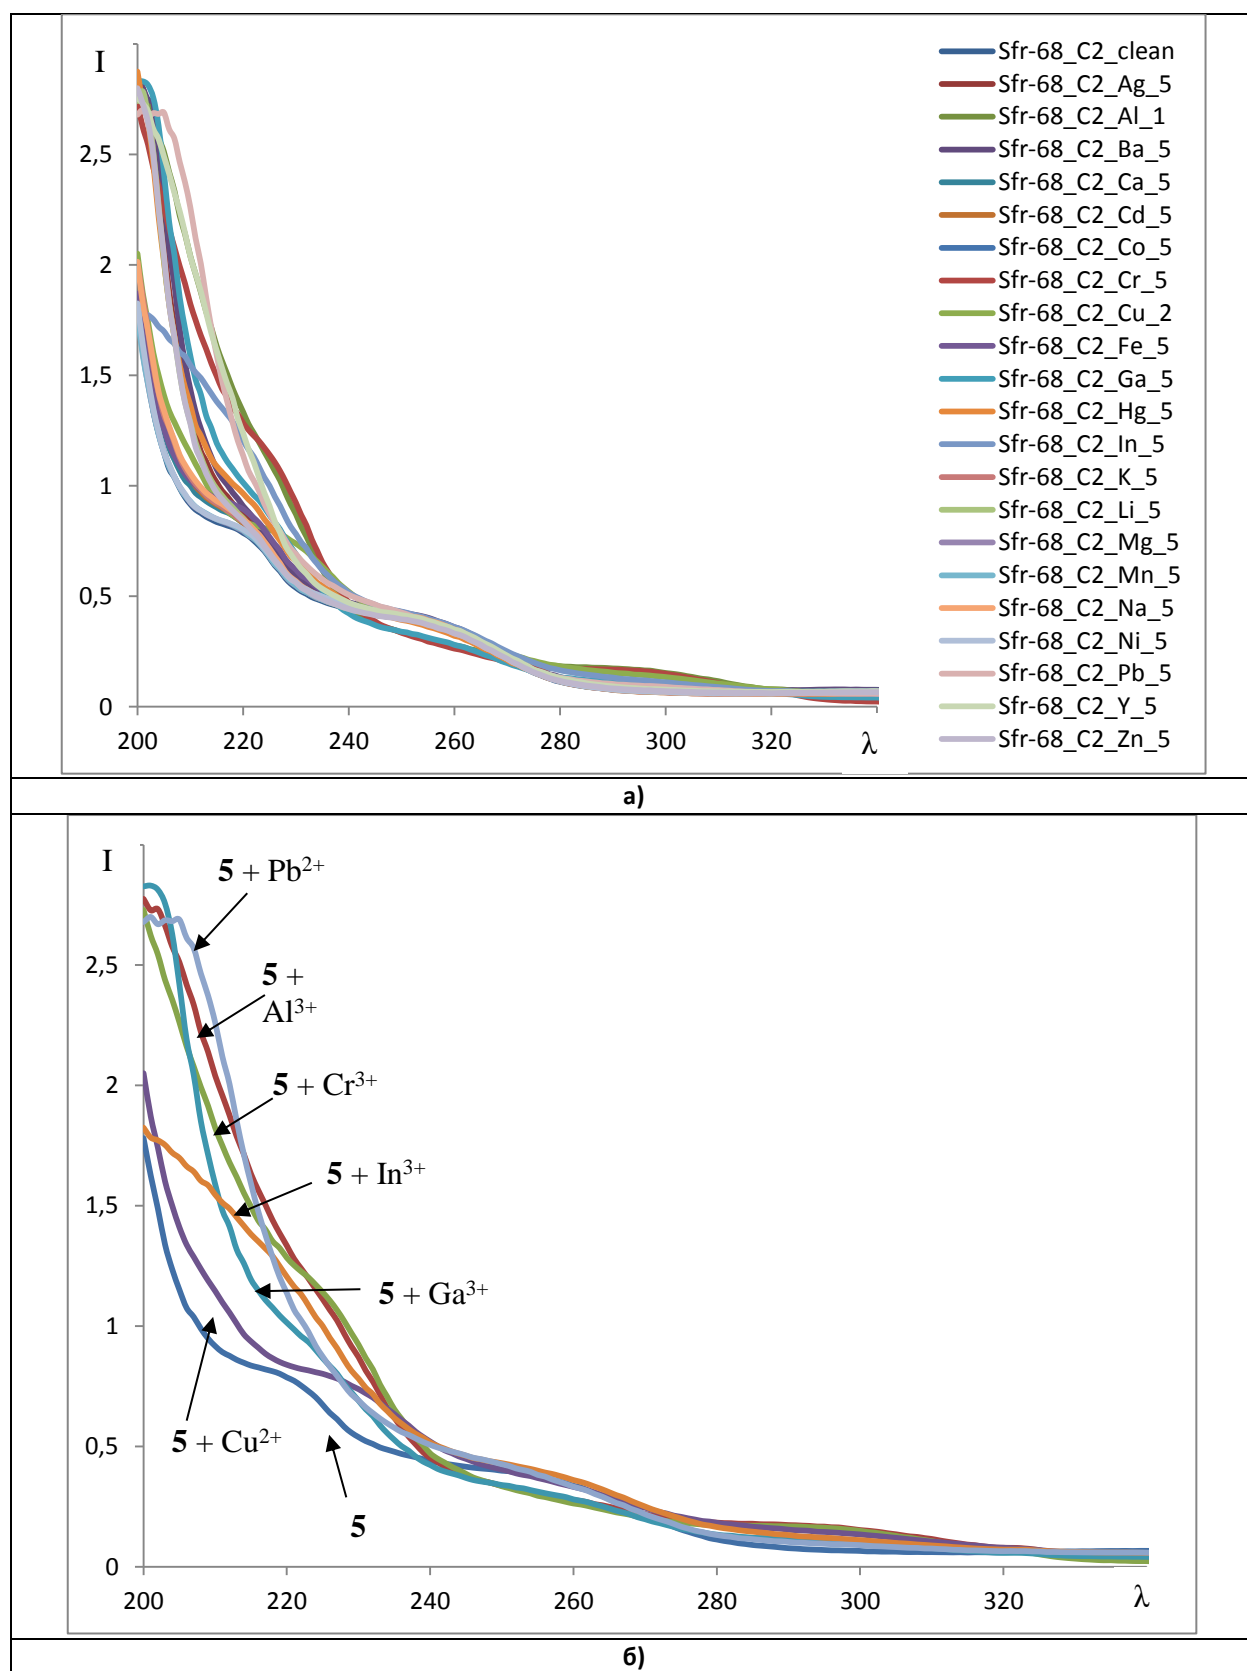 I
2,5
2
1,5
1
0,5
0
200 220 240 260 280 300 320 λ
Sfr-68_C2_clean
Sfr-68_C2_Ag_5
Sfr-68_C2_Al_1
Sfr-68_C2_Ba_5
Sfr-68_C2_Ca_5
Sfr-68_C2_Cd_5
Sfr-68_C2_Co_5
Sfr-68_C2_Cr_5
Sfr-68_C2_Cu_2
Sfr-68_C2_Fe_5
Sfr-68_C2_Ga_5
Sfr-68_C2_Hg_5
Sfr-68_C2_In_5
Sfr-68_C2_K_5
Sfr-68_C2_Li_5
Sfr-68_C2_Mg_5
Sfr-68_C2_Mn_5
Sfr-68_C2_Na_5
Sfr-68_C2_Ni_5
Sfr-68_C2_Pb_5
Sfr-68_C2_Y_5
Sfr-68_C2_Zn_5
а)
I
2,5
2
1,5
1
0,5
0
200 220 240 260 280 300 320 λ
5 + Pb²⁺
5 +
Al³⁺
5 + Cr³⁺
5 + In³⁺
5 + Ga³⁺
5 + Cu²⁺
5
б)